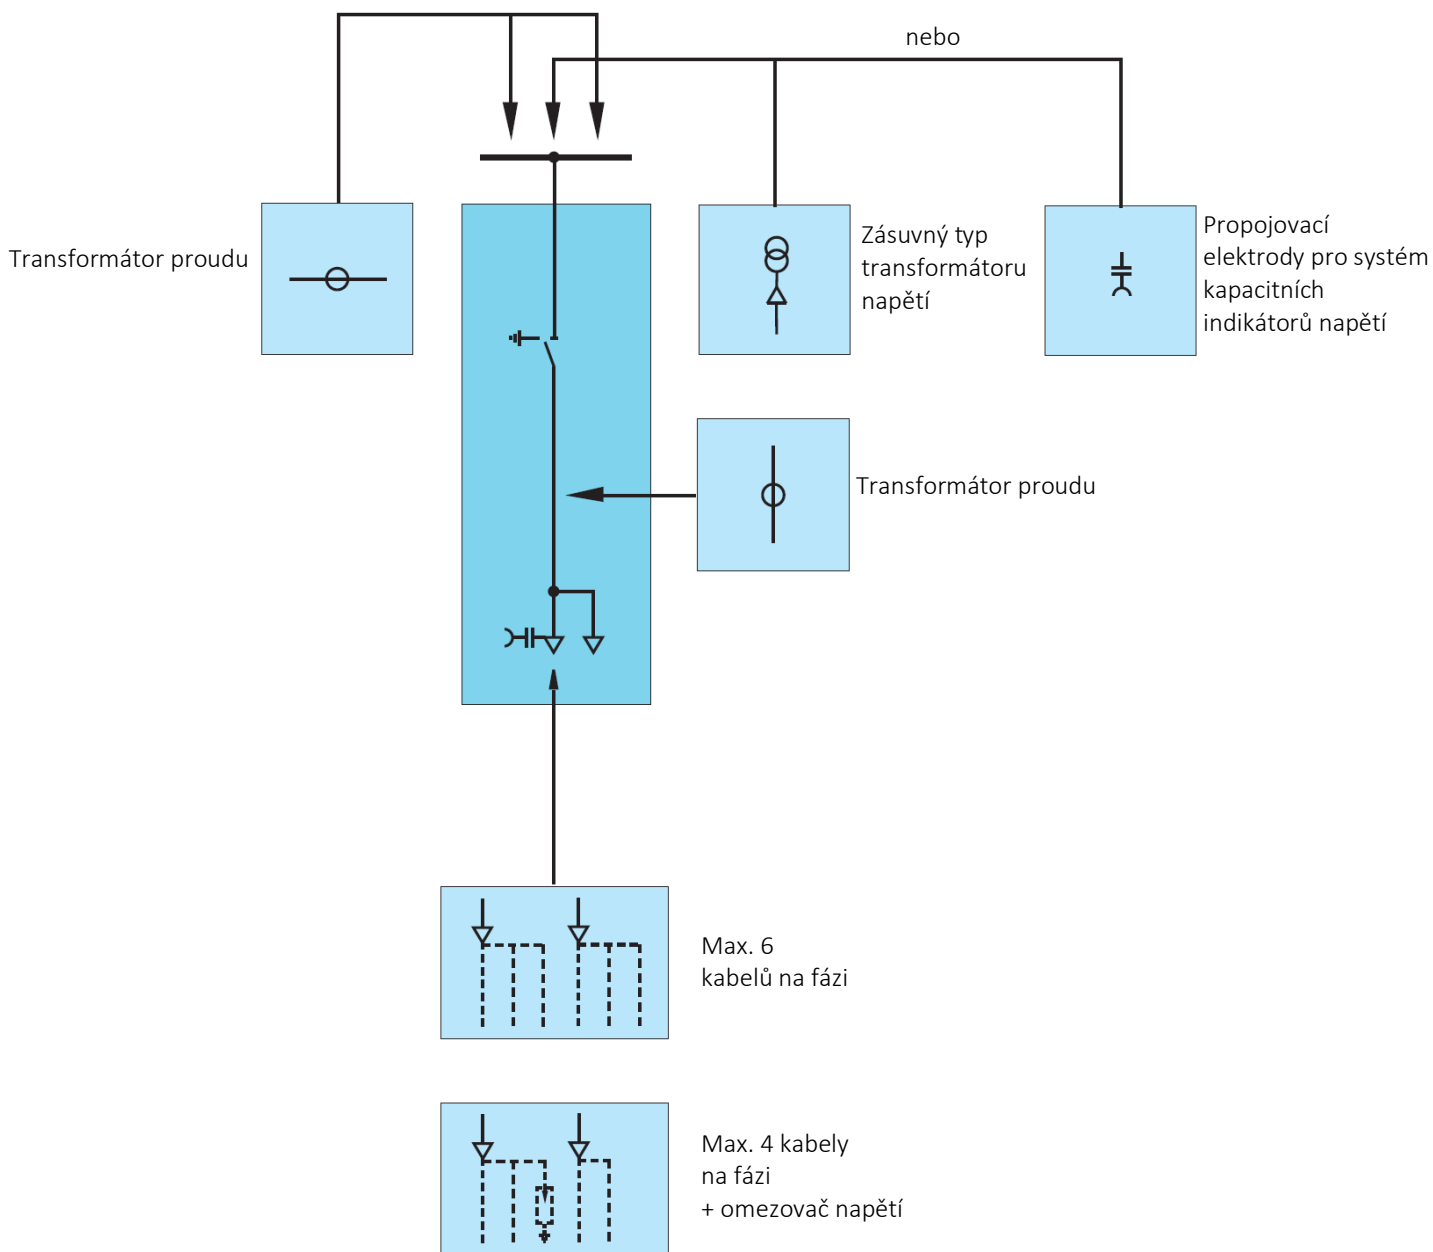 nebo
Transformátor proudu
Zásuvný typ
transformátoru
napětí
Propojovací
elektrody pro systém
kapacitních
indikátorů napětí
Transformátor proudu
Max. 6
kabelů na fázi
Max. 4 kabely
na fázi
+ omezovač napětí